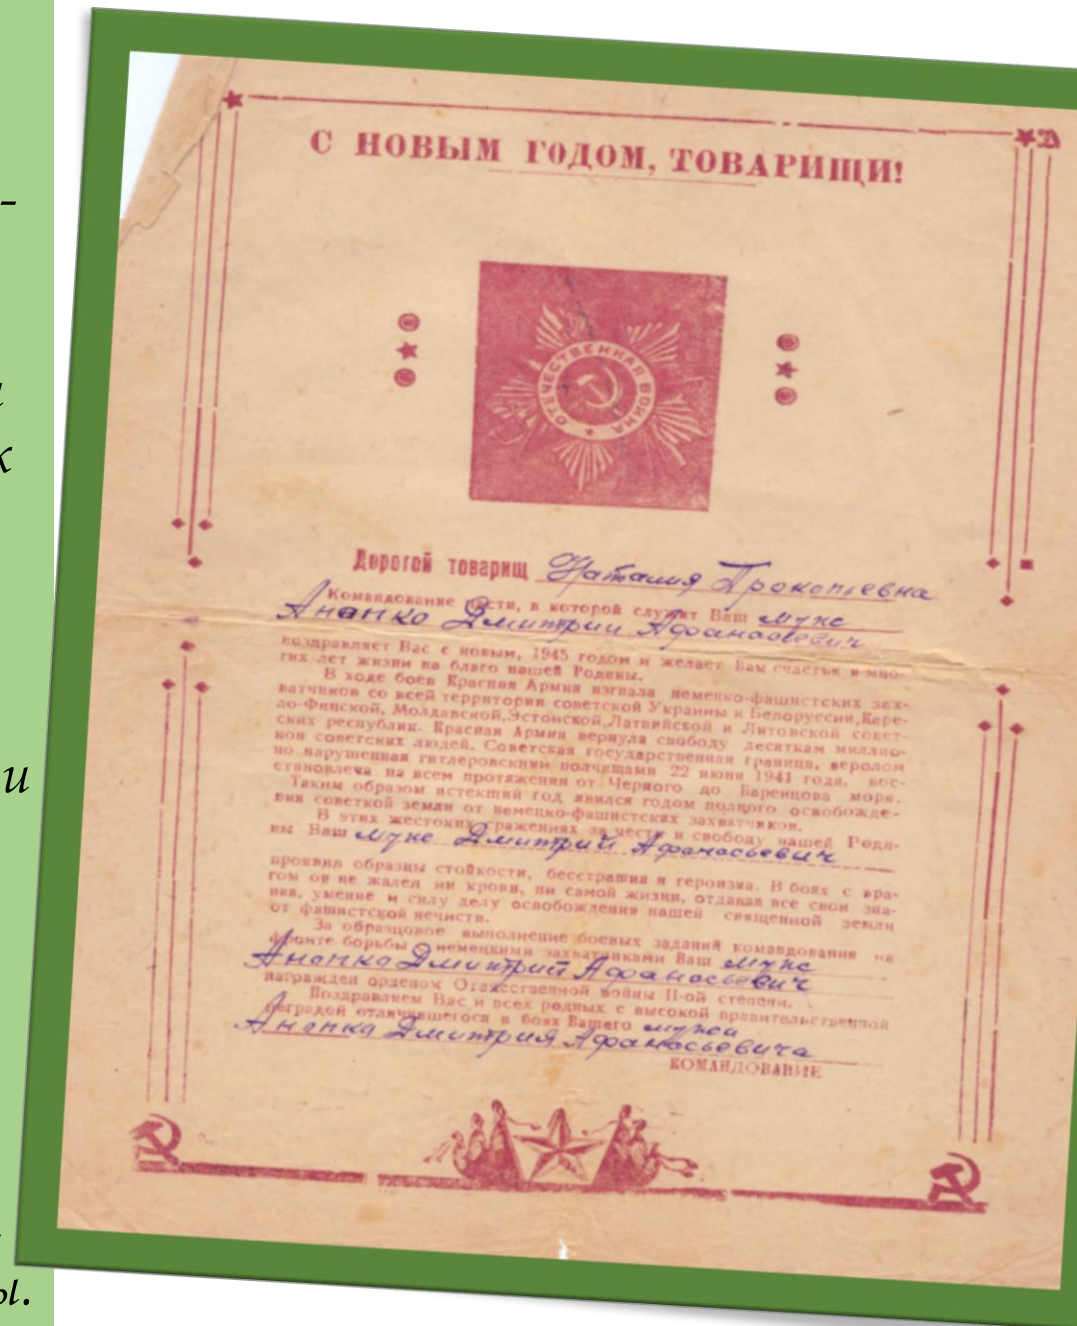 -
к
и
ы.
С НОВЫМ ГОДОМ, ТОВАРИЩИ!
ОТЕЧЕСТВЕННАЯ ВОЙНА
Дорогой товарищ Наталия Прокопьевна
Командование части, в которой служит Ваш муж
Ананко Дмитрий Афанасьевич
поздравляет Вас с новым, 1945 годом и желает Вам счастья и мно-
гих лет жизни на благо нашей Родины.
В ходе боев Красная Армия изгнала немецко-фашистских зах-
ватчиков со всей территории советской Украины и Белоруссии, Каре-
ло-Финской, Молдавской, Эстонской, Латвийской и Литовской совет-
ских республик. Красная Армия вернула свободу десяткам миллио-
нов советских людей. Советская государственная граница, веролом
но нарушенная гитлеровскими полчищами 22 июня 1941 года, вос-
становлена на всем протяжении от Черного до Баренцова моря.
Таким образом истекший год явился годом полного освобожде-
ния советкой земли от немецко-фашистских захватчиков.
В этих жестоких сражениях за честь и свободу нашей Роди-
ны Ваш муж Дмитрий Афанасьевич
проявил образцы стойкости, бесстрашия и героизма. В боях с вра-
гом он не жалел ни крови, ни самой жизни, отдавая все свои зна-
ния, умение и силу делу освобождения нашей священной земли
от фашистской нечисти.
За образцовое выполнение боевых заданий командования на
фронте борьбы с немецкими захватчиками Ваш муж
Ананка Дмитрий Афанасьевич
награжден орденом Отечественной войны II-ой степени.
Поздравляем Вас и всех родных с высокой правительственной
наградой отличившегося в боях Вашего мужа
Ананка Дмитрия Афанасьевича
КОМАНДОВАНИЕ